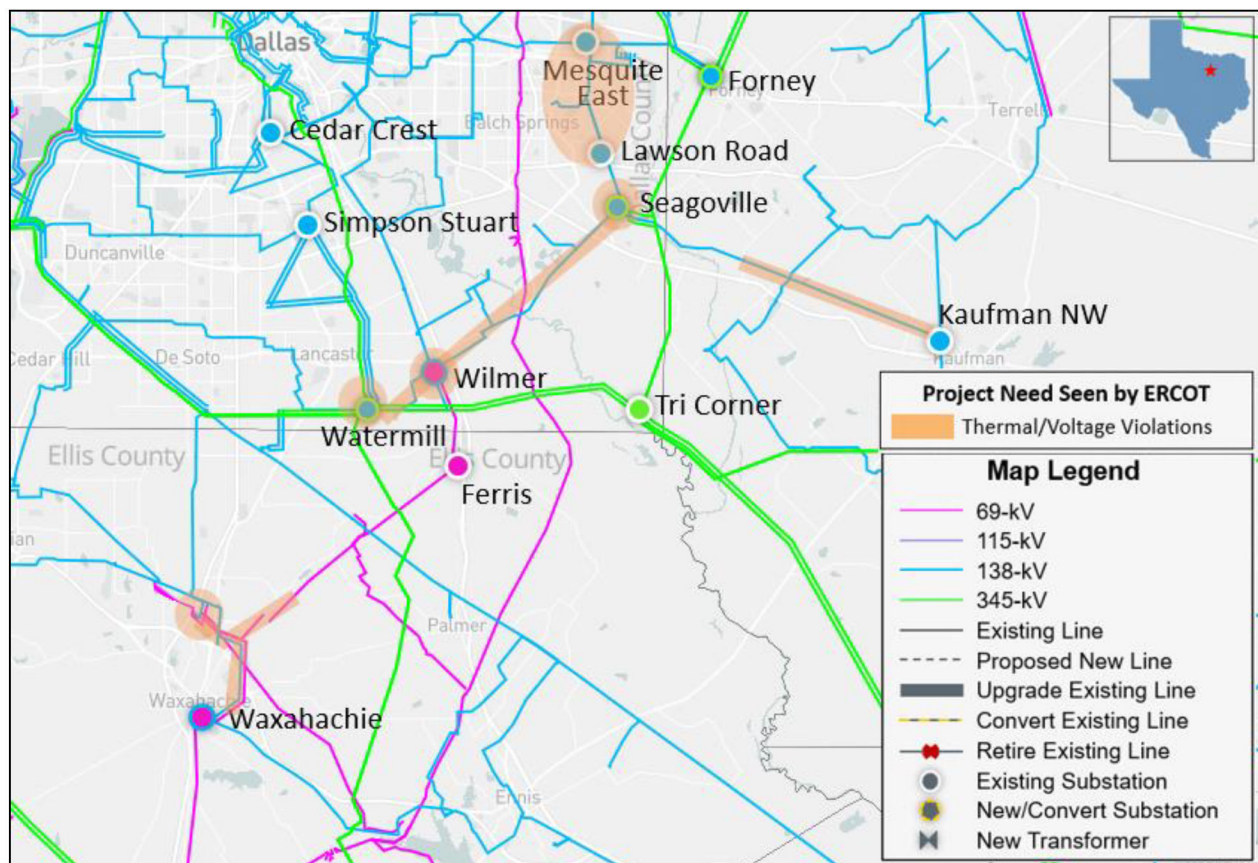 Dallas
Mesquite
East
Forney
Forney
Terrell
Cedar Crest
Balch Springs
Lawson Road
Simpson Stuart
Seagoville
Duncanville
Kaufman NW
Kaufman
Cedar Hill
De Soto
Lancaster
Wilmer
Tri Corner
Watermill
Ellis County
Ellis County
Ferris
Palmer
Waxahachie
Waxahachie
Ennis
Project Need Seen by ERCOT
Thermal/Voltage Violations
Map Legend
69-kV
115-kV
138-kV
345-kV
Existing Line
Proposed New Line
Upgrade Existing Line
Convert Existing Line
Retire Existing Line
Existing Substation
New/Convert Substation
New Transformer